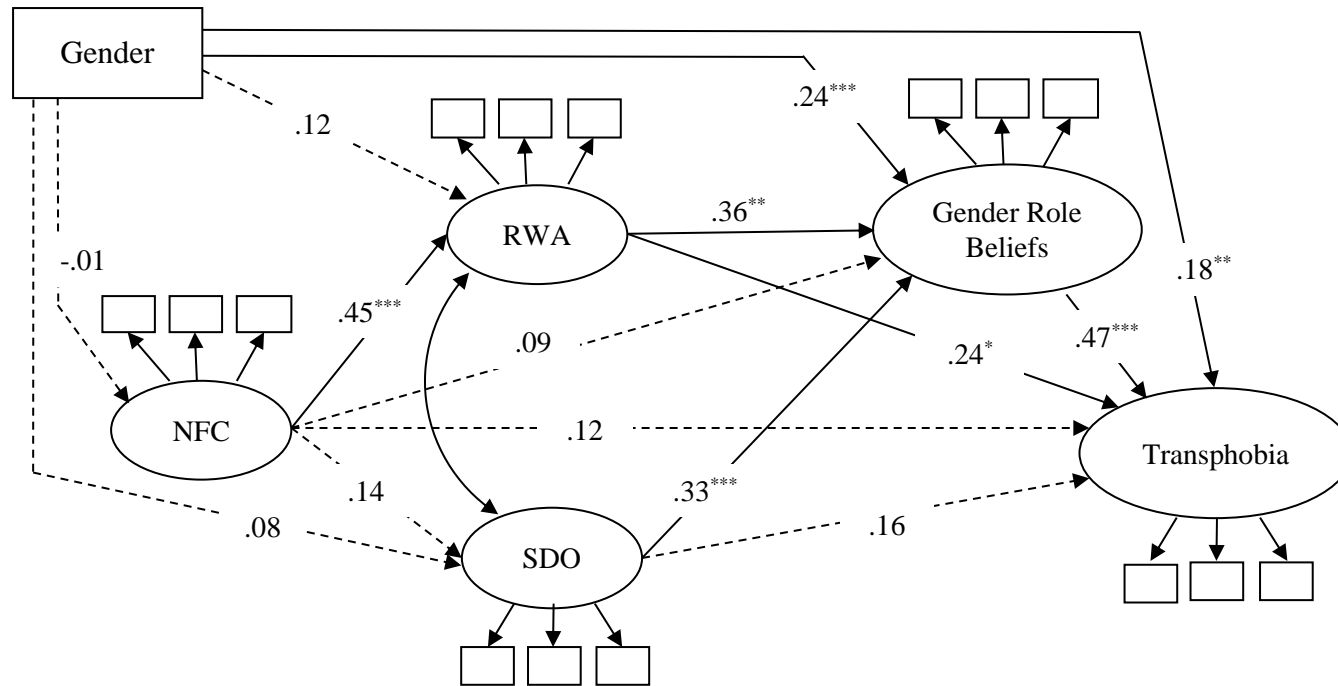 Gender
.24***
.12
RWA
.36**
Gender Role
Beliefs
-.01
.18**
.45***
.09
.24*
.47***
NFC
.12
Transphobia
.14
.33***
.08
SDO
.16